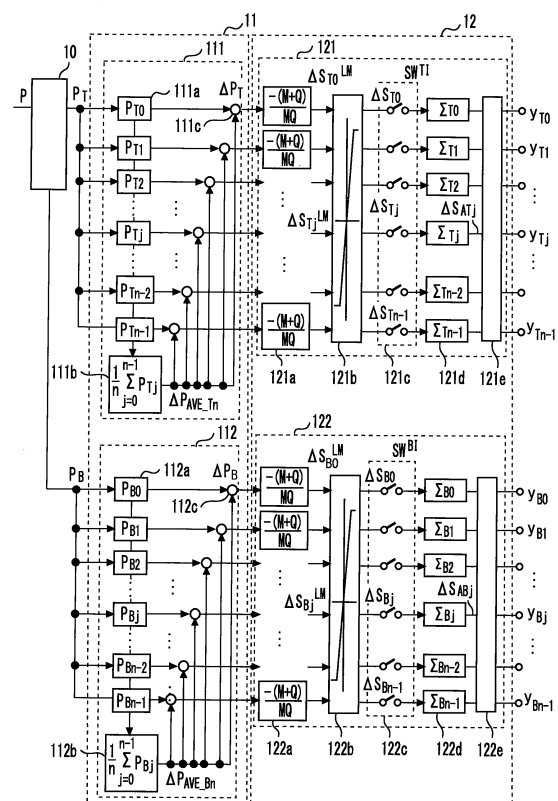 11
12
10
111
121
P
P_T
P_T0
111a
ΔP_T
111c
-(M+Q)
MQ
ΔS_T0^LM
SW^TI
ΔS_T0
Σ_T0
y_T0
P_T1
-(M+Q)
MQ
Σ_T1
y_T1
P_T2
Σ_T2
⋮
P_Tj
ΔS_Tj^LM
ΔS_Tj
Σ_Tj
ΔS_ATj
y_Tj
⋮
P_Tn-2
Σ_Tn-2
P_Tn-1
-(M+Q)
MQ
ΔS_Tn-1
Σ_Tn-1
y_Tn-1
111b
1/n Σ_{j=0}^{n-1} P_Tj
ΔP_AVE_Tn
121a
121b
121c
121d
121e
112
122
P_B
P_B0
112a
ΔP_B
112c
-(M+Q)
MQ
ΔS_B0^LM
SW^BI
ΔS_B0
Σ_B0
y_B0
P_B1
-(M+Q)
MQ
Σ_B1
y_B1
P_B2
Σ_B2
⋮
P_Bj
ΔS_Bj^LM
ΔS_Bj
Σ_Bj
ΔS_ABj
y_Bj
⋮
P_Bn-2
Σ_Bn-2
P_Bn-1
-(M+Q)
MQ
ΔS_Bn-1
Σ_Bn-1
y_Bn-1
112b
1/n Σ_{j=0}^{n-1} P_Bj
ΔP_AVE_Bn
122a
122b
122c
122d
122e